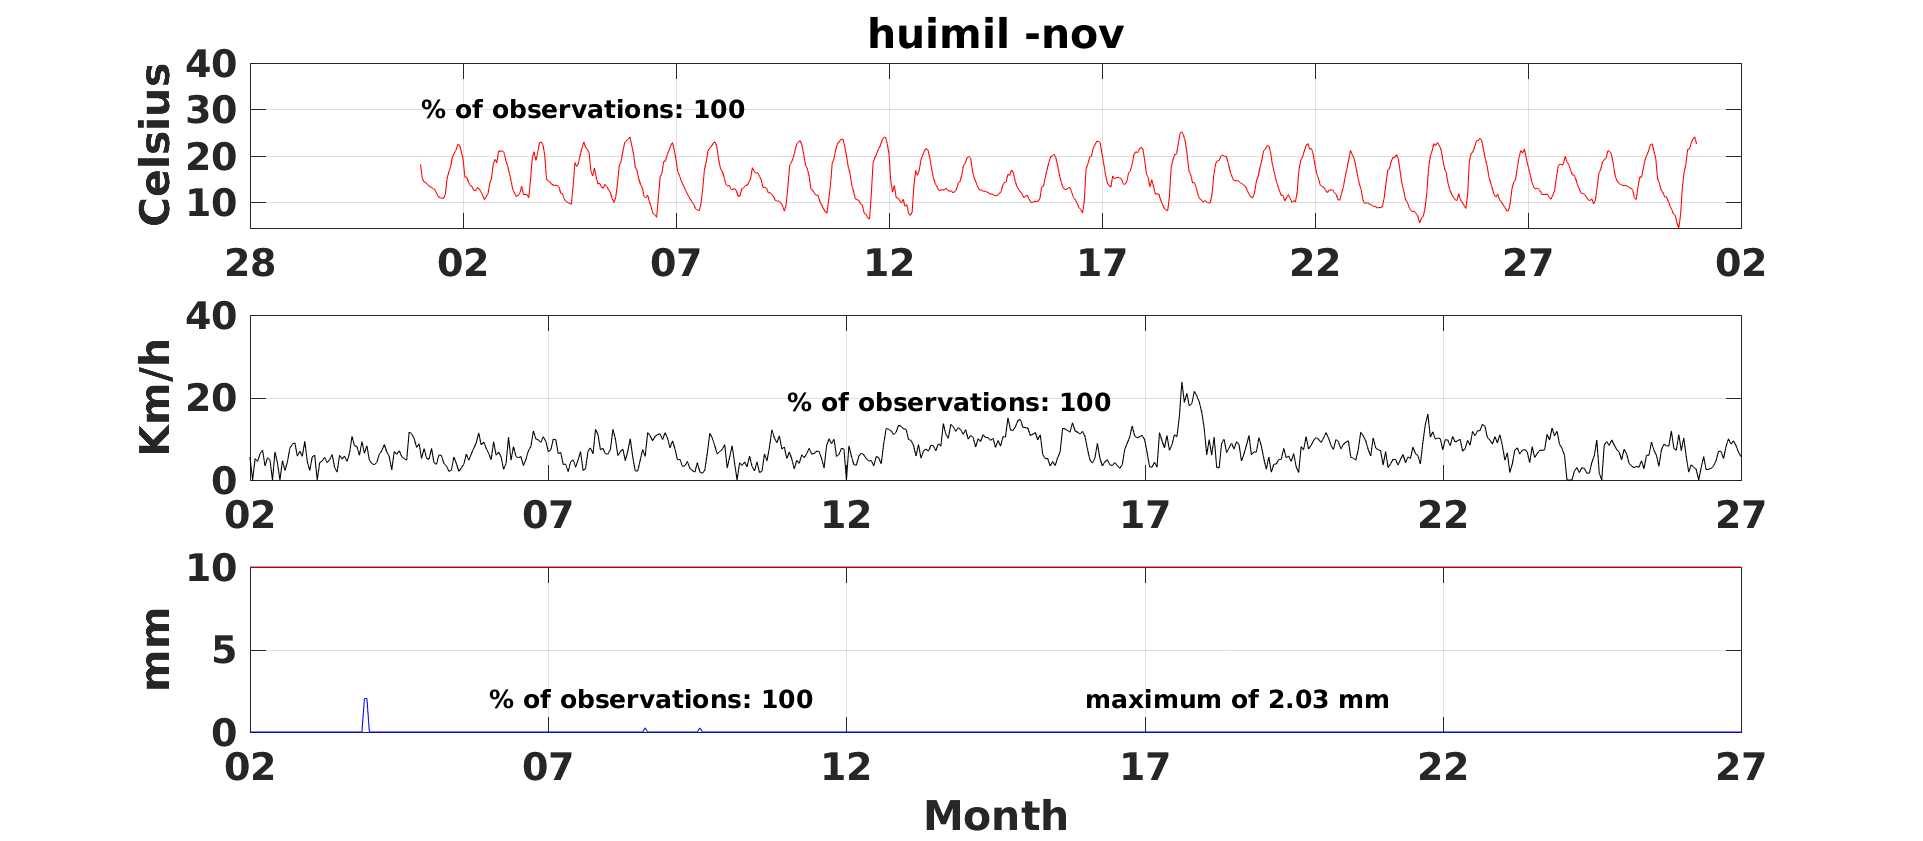 huimil -nov
Celsius
40
30
20
10
% of observations: 100
28 02 07 12 17 22 27 02
Km/h
40
20
0
% of observations: 100
02 07 12 17 22 27
mm
10
5
0
% of observations: 100 maximum of 2.03 mm
02 07 12 17 22 27
Month